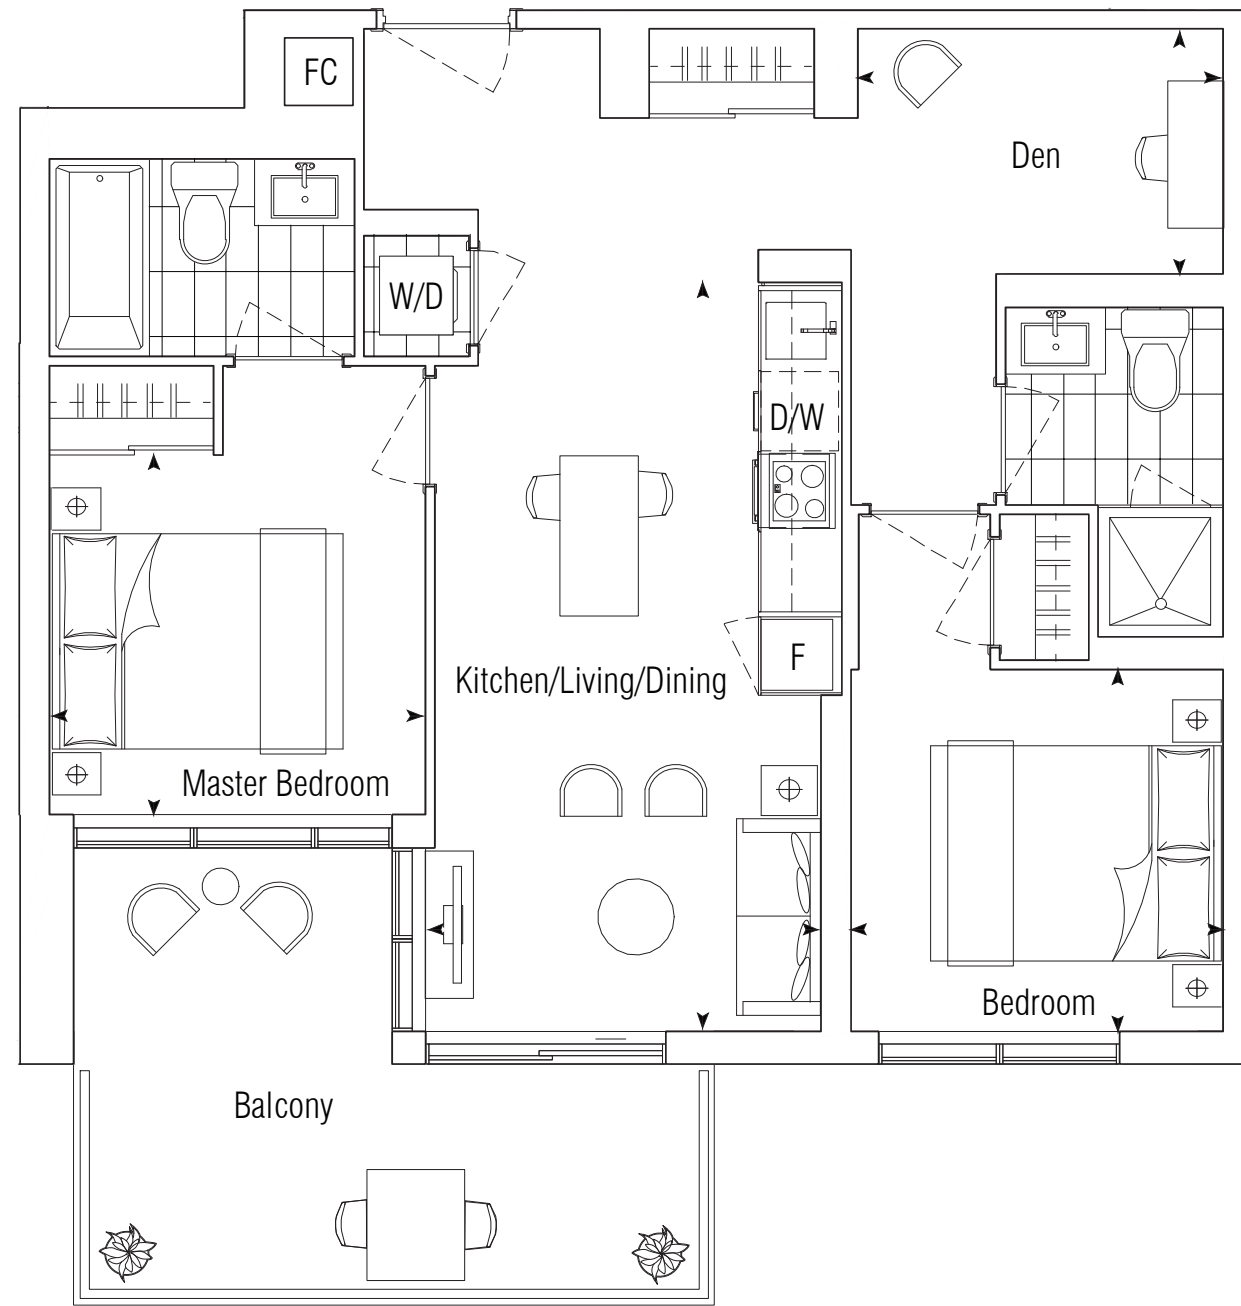 FC
Den
W/D
D/W
F
Kitchen/Living/Dining
Master Bedroom
Bedroom
Balcony